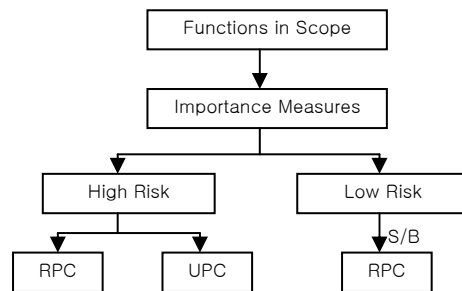 Functions in Scope
Importance Measures
High Risk
Low Risk
S/B
RPC
UPC
RPC